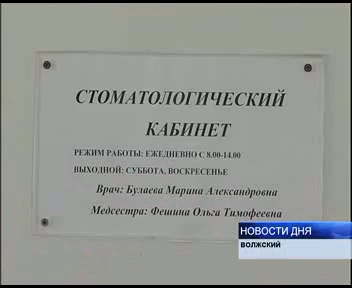 СТОМАТОЛОГИЧЕСКИЙ
КАБИНЕТ
РЕЖИМ РАБОТЫ: ЕЖЕДНЕВНО С 8.00-14.00
ВЫХОДНОЙ: СУББОТА, ВОСКРЕСЕНЬЕ
Врач: Булаева Марина Александровна
Медсестра: Фешина Ольга Тимофеевна
НОВОСТИ ДНЯ
ВОЛЖСКИЙ